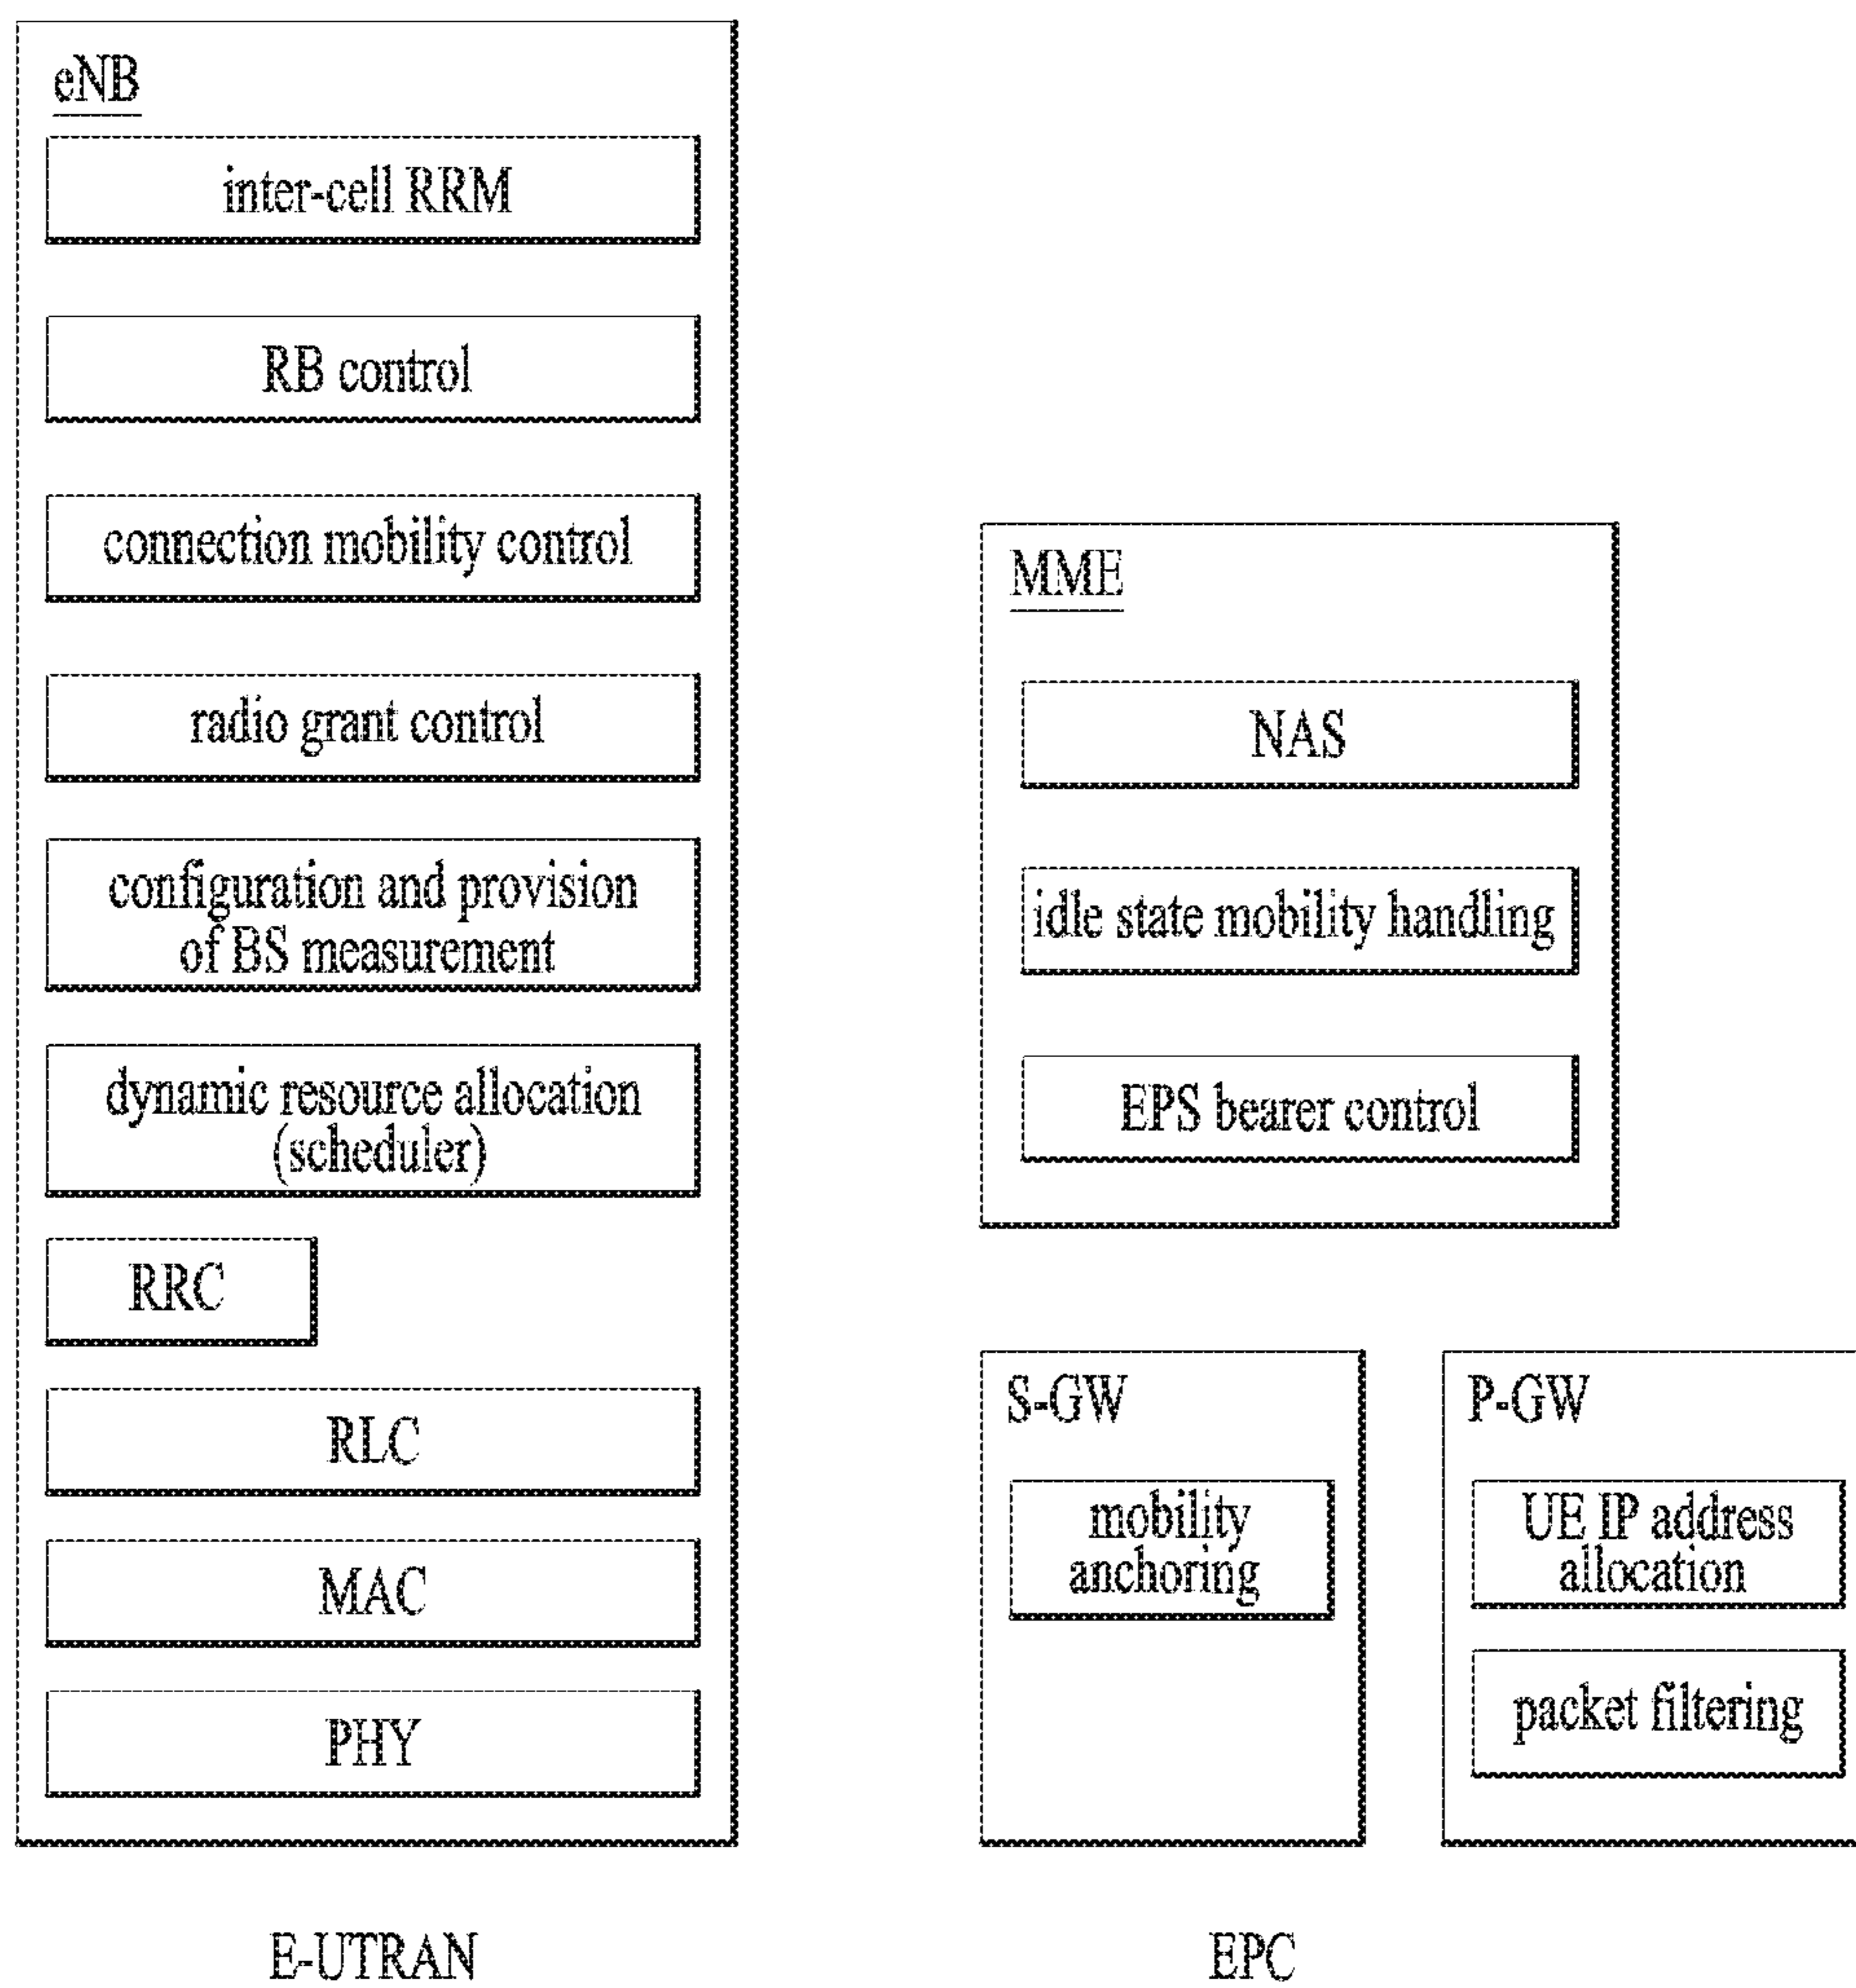 eNB
inter-cell RRM
RB control
connection mobility control
radio grant control
configuration and provision
of BS measurement
dynamic resource allocation
(scheduler)
RRC
RLC
MAC
PHY
E-UTRAN
MME
NAS
idle state mobility handling
EPS bearer control
S-GW
mobility
anchoring
P-GW
UE IP address
allocation
packet filtering
EPC